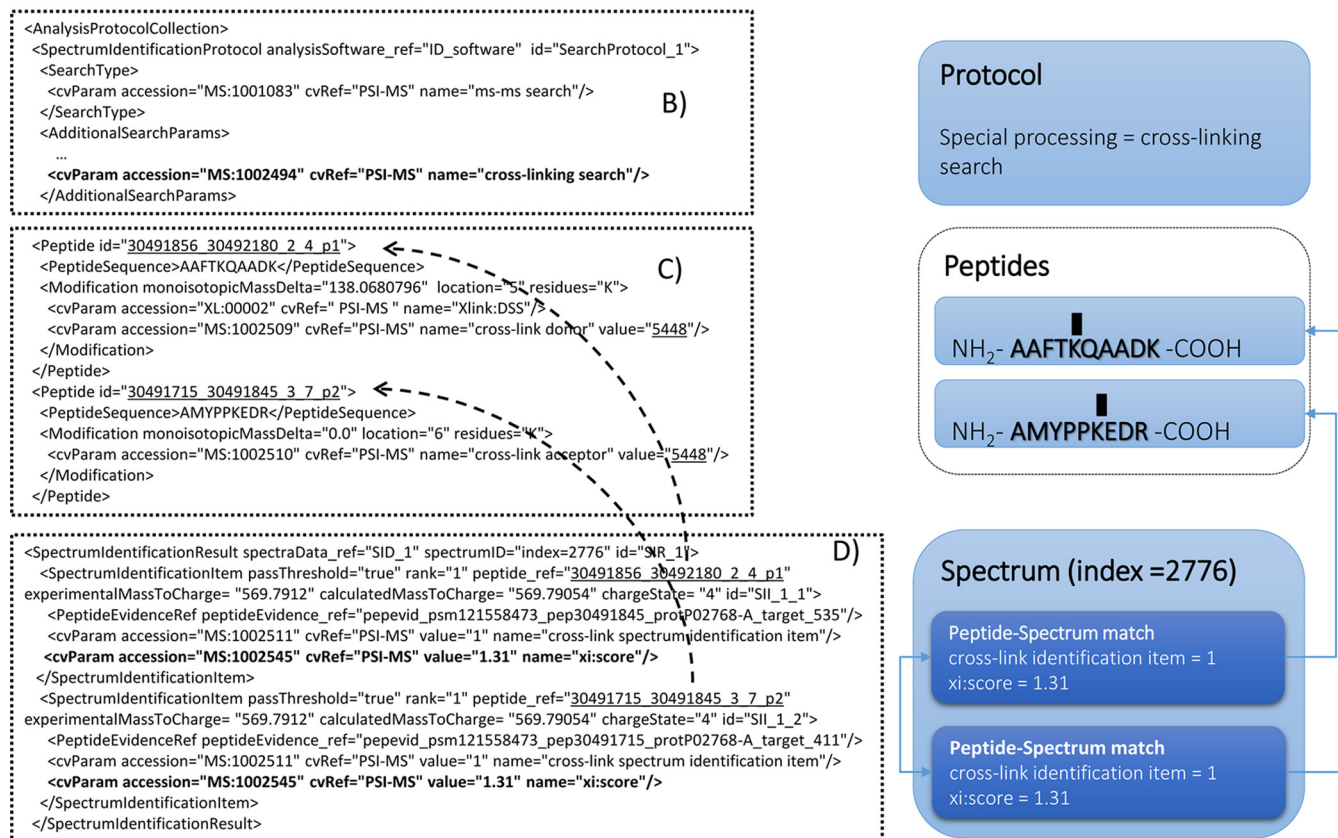 <AnalysisProtocolCollection>
<SpectrumIdentificationProtocol analysisSoftware_ref="ID_software" id="SearchProtocol_1">
<SearchType>
<cvParam accession="MS:1001083" cvRef="PSI-MS" name="ms-ms search"/>
</SearchType>
<AdditionalSearchParams>
...
<cvParam accession="MS:1002494" cvRef="PSI-MS" name="cross-linking search"/>
</AdditionalSearchParams>
B)
<Peptide id="30491856_30492180_2_4_p1">
<PeptideSequence>AAFTKQAADK</PeptideSequence>
<Modification monoisotopicMassDelta="138.0680796" location="5" residues="K">
<cvParam accession="XL:00002" cvRef=" PSI-MS " name="Xlink:DSS"/>
<cvParam accession="MS:1002509" cvRef="PSI-MS" name="cross-link donor" value="5448"/>
</Modification>
</Peptide>
<Peptide id="30491715_30491845_3_7_p2">
<PeptideSequence>AMYPPKEDR</PeptideSequence>
<Modification monoisotopicMassDelta="0.0" location="6" residues="K">
<cvParam accession="MS:1002510" cvRef="PSI-MS" name="cross-link acceptor" value="5448"/>
</Modification>
</Peptide>
C)
<SpectrumIdentificationResult spectraData_ref="SID_1" spectrumID="index=2776" id="SIR_1"/>
<SpectrumIdentificationItem passThreshold="true" rank="1" peptide_ref="30491856_30492180_2_4_p1"
experimentalMassToCharge= "569.7912" calculatedMassToCharge= "569.79054" chargeState= "4" id="SII_1_1">
<PeptideEvidenceRef peptideEvidence_ref="pepevid_psm121558473_pep30491845_protP02768-A_target_535"/>
<cvParam accession="MS:1002511" cvRef="PSI-MS" value="1" name="cross-link spectrum identification item"/>
<cvParam accession="MS:1002545" cvRef="PSI-MS" value="1.31" name="xi:score"/>
</SpectrumIdentificationItem>
<SpectrumIdentificationItem passThreshold="true" rank="1" peptide_ref="30491715_30491845_3_7_p2"
experimentalMassToCharge= "569.7912" calculatedMassToCharge= "569.79054" chargeState="4" id="SII_1_2">
<PeptideEvidenceRef peptideEvidence_ref="pepevid_psm121558473_pep30491715_protP02768-A_target_411"/>
<cvParam accession="MS:1002511" cvRef="PSI-MS" value="1" name="cross-link spectrum identification item"/>
<cvParam accession="MS:1002545" cvRef="PSI-MS" value="1.31" name="xi:score"/>
</SpectrumIdentificationItem>
</SpectrumIdentificationResult>
D)
Protocol
Special processing = cross-linking
search
Peptides
NH₂- AAFTKQAADK -COOH
NH₂- AMYPPKEDR -COOH
Spectrum (index =2776)
Peptide-Spectrum match
cross-link identification item = 1
xi:score = 1.31
Peptide-Spectrum match
cross-link identification item = 1
xi:score = 1.31